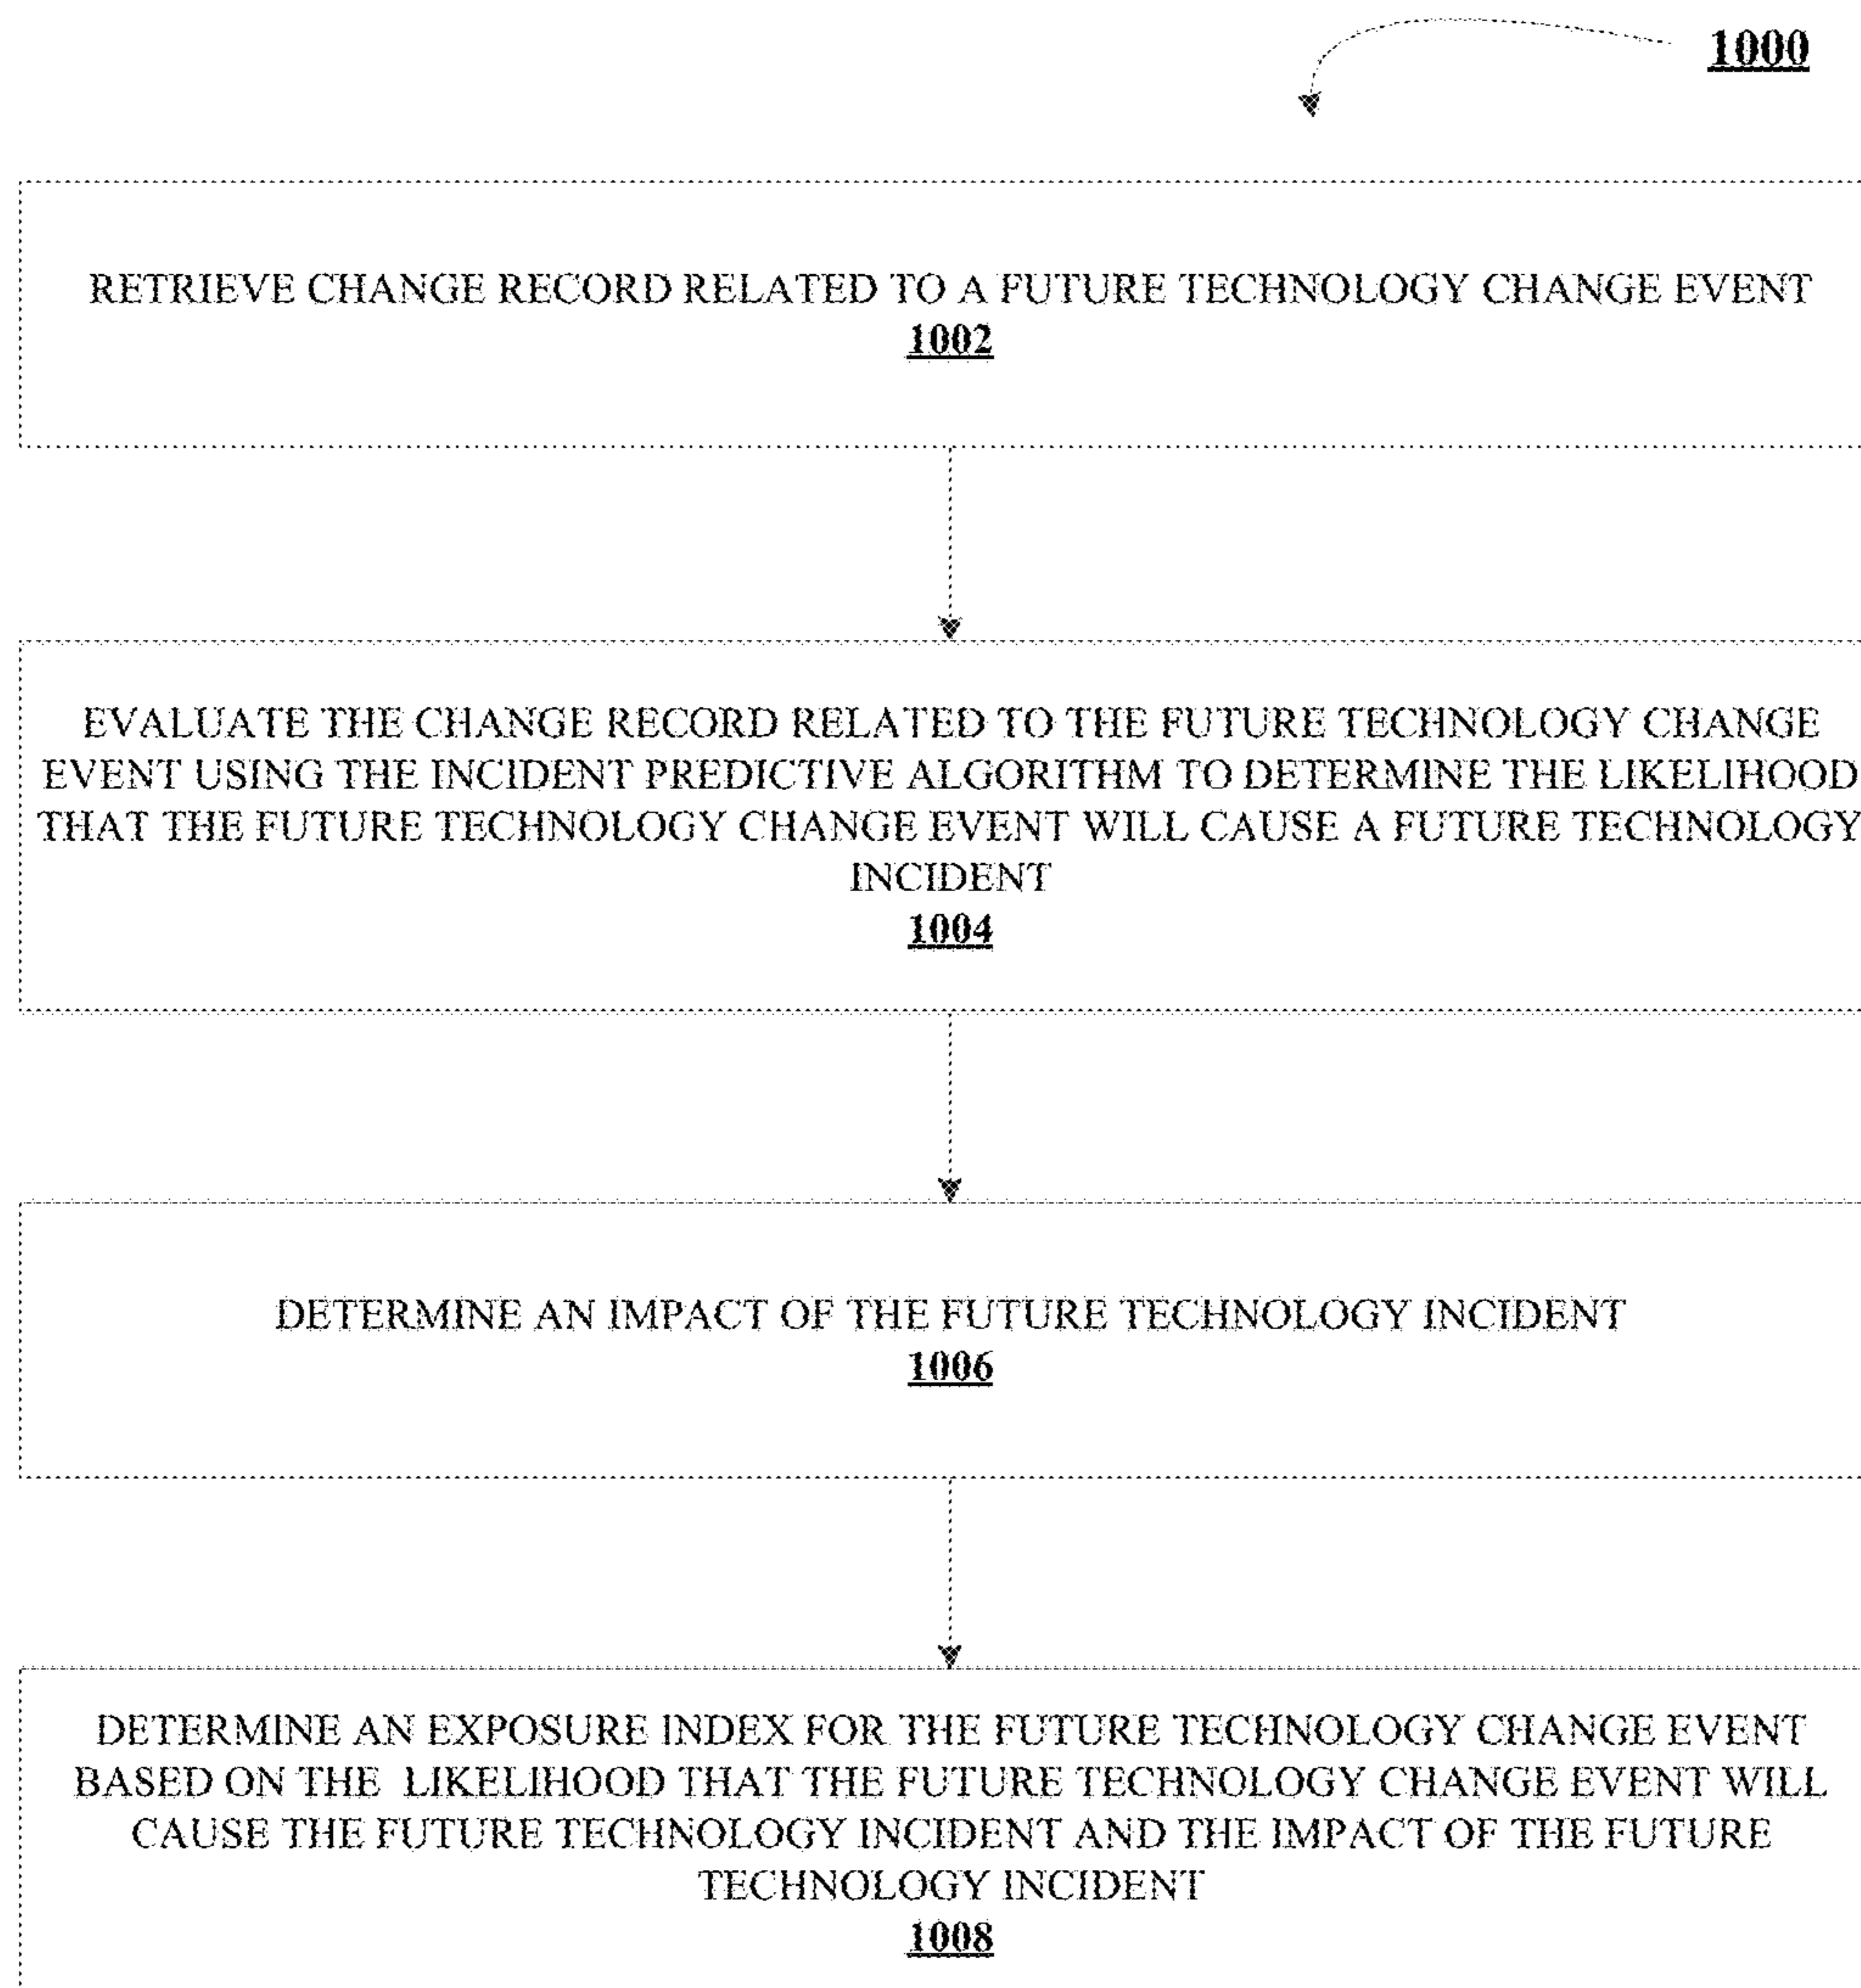 1000
RETRIEVE CHANGE RECORD RELATED TO A FUTURE TECHNOLOGY CHANGE EVENT
1002
EVALUATE THE CHANGE RECORD RELATED TO THE FUTURE TECHNOLOGY CHANGE
EVENT USING THE INCIDENT PREDICTIVE ALGORITHM TO DETERMINE THE LIKELIHOOD
THAT THE FUTURE TECHNOLOGY CHANGE EVENT WILL CAUSE A FUTURE TECHNOLOGY
INCIDENT
1004
DETERMINE AN IMPACT OF THE FUTURE TECHNOLOGY INCIDENT
1006
DETERMINE AN EXPOSURE INDEX FOR THE FUTURE TECHNOLOGY CHANGE EVENT
BASED ON THE LIKELIHOOD THAT THE FUTURE TECHNOLOGY CHANGE EVENT WILL
CAUSE THE FUTURE TECHNOLOGY INCIDENT AND THE IMPACT OF THE FUTURE
TECHNOLOGY INCIDENT
1008